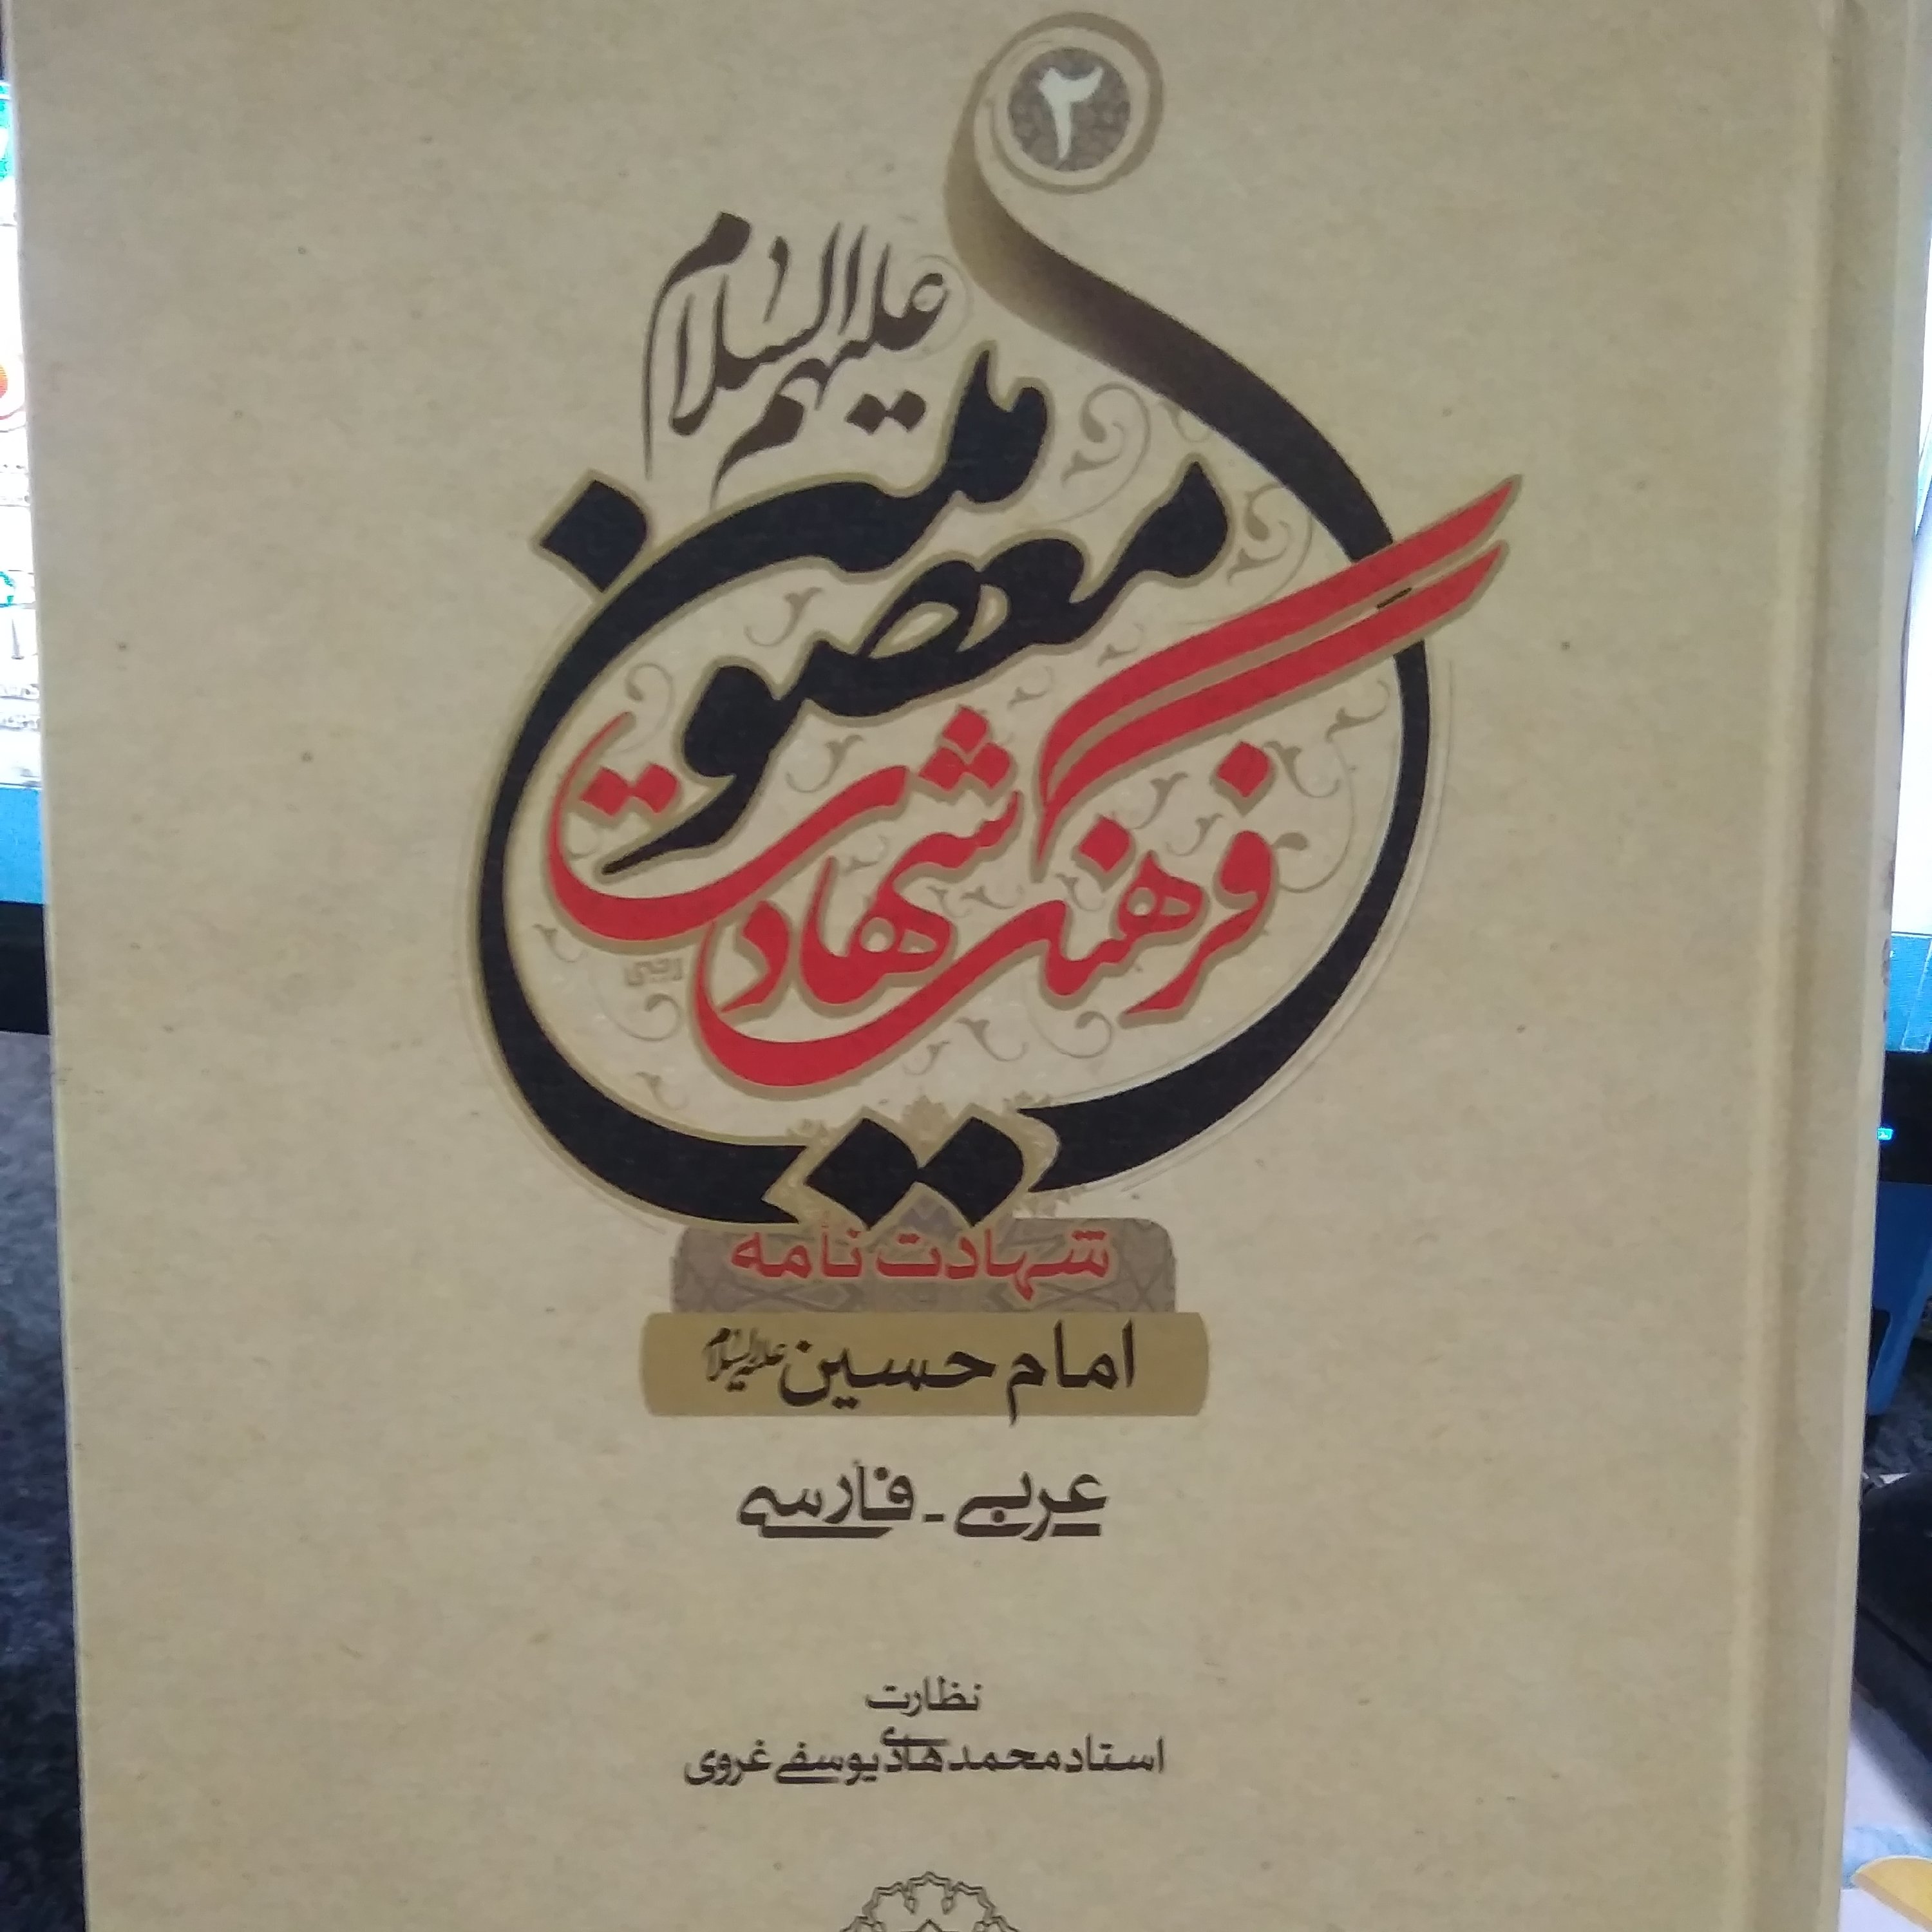 ۲
فرهنگ شهادت
معصومین
علیهم السلام
شهادت نامه
امام حسین علیه السلام
عربی - فارسی
نظارت
استاد محمدهادی یوسفی غروی